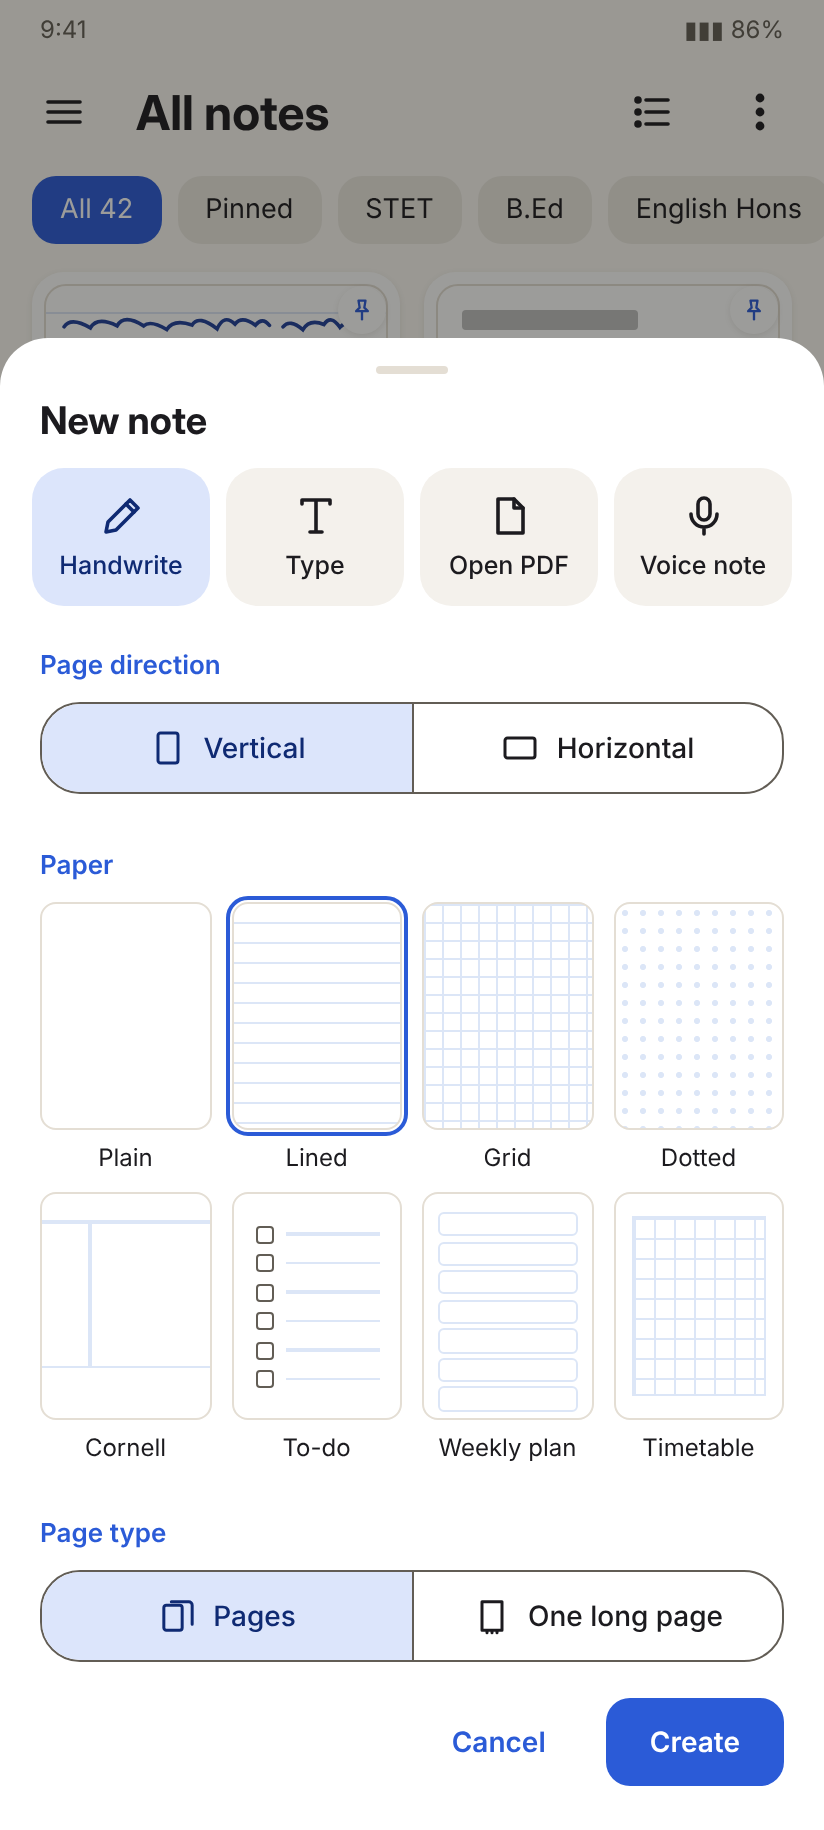 9:41 86%
All notes
All 42 Pinned STET B.Ed English Hons
New note
Handwrite Type Open PDF Voice note
Page direction
Vertical Horizontal
Paper
Plain Lined Grid Dotted
Cornell To-do Weekly plan Timetable
Page type
Pages One long page
Cancel Create